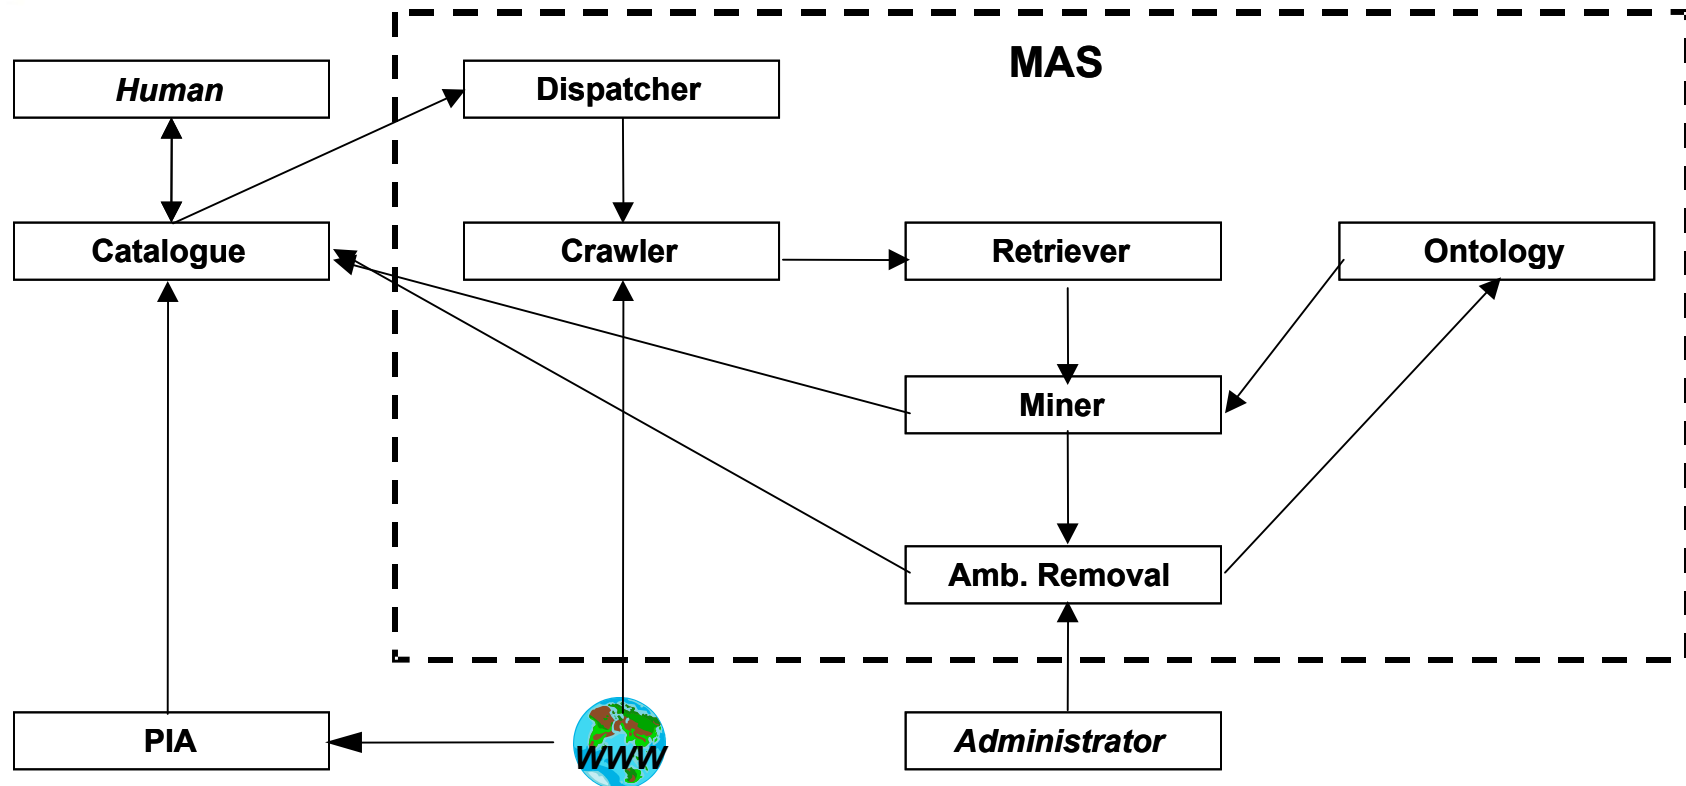 MAS
Human
Dispatcher
Catalogue
Crawler
Retriever
Ontology
Miner
Amb. Removal
PIA
WWW
Administrator